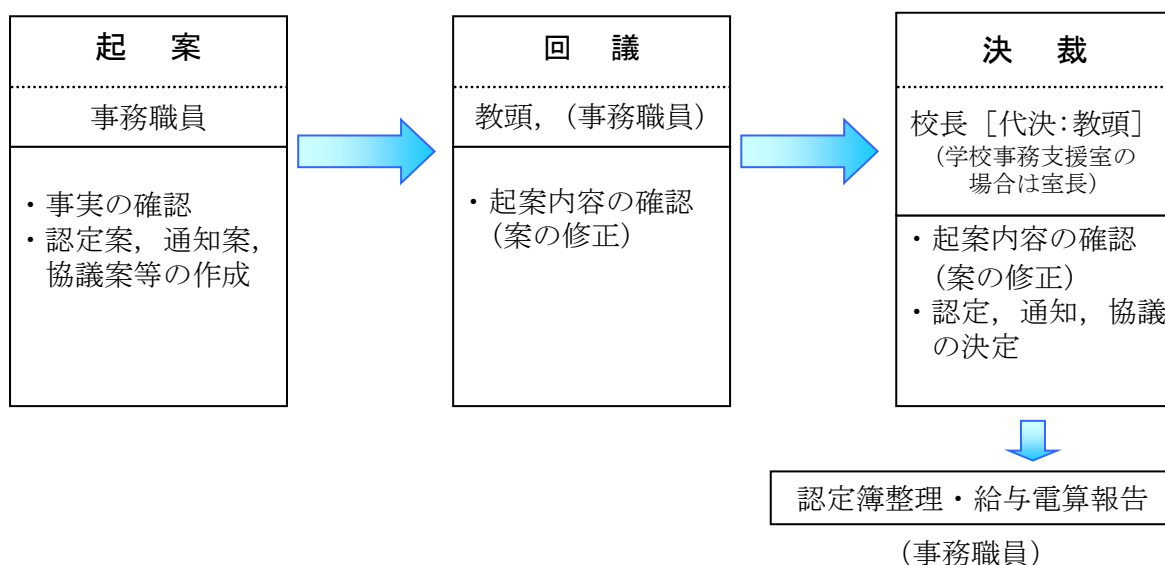 起　案
事務職員
・事実の確認
・認定案，通知案，
協議案等の作成
回　議
教頭，（事務職員）
・起案内容の確認
（案の修正）
決　裁
校長［代決：教頭］
（学校事務支援室の
場合は室長）
・起案内容の確認
（案の修正）
・認定，通知，協議
の決定
認定簿整理・給与電算報告
（事務職員）